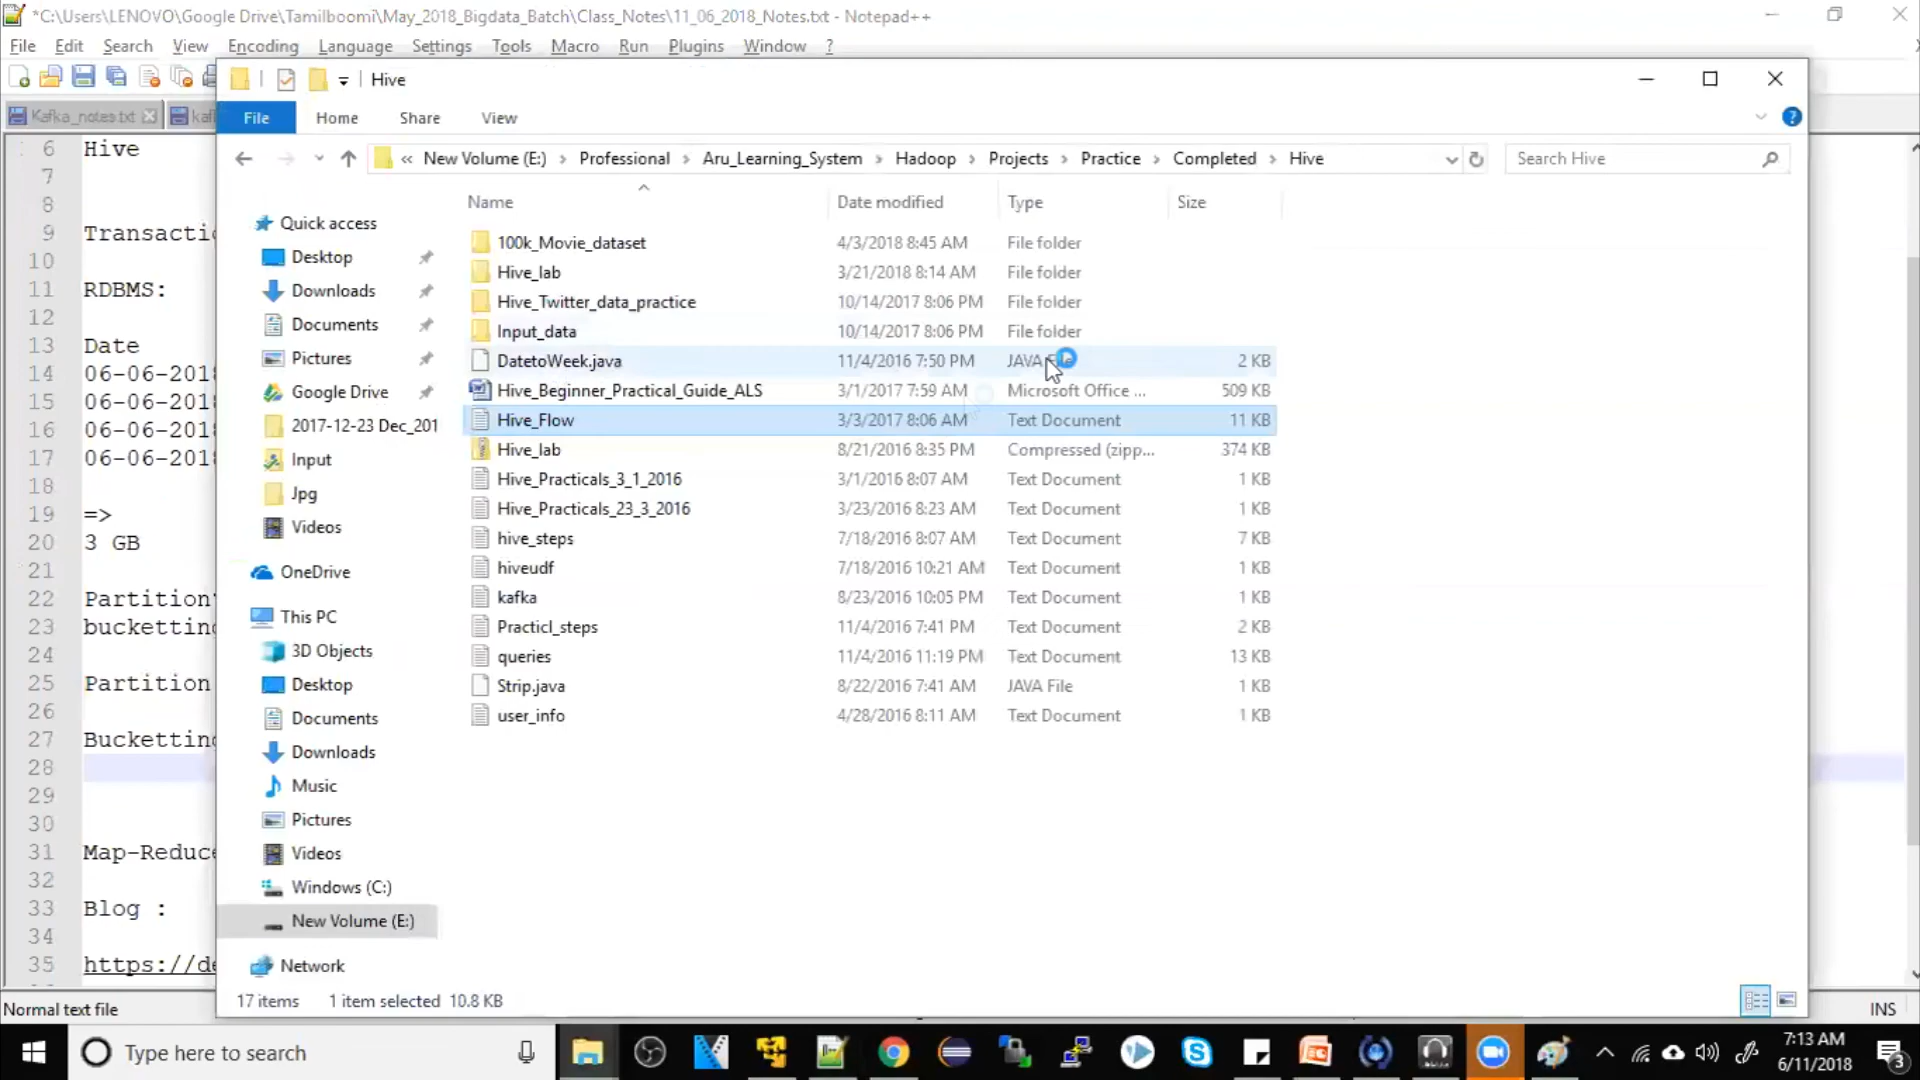 *C:\Users\LENOVO\Google Drive\Tamilboomi\May_2018_Bigdata_Batch\Class_Notes\11_06_2018_Notes.txt - Notepad++
File Edit Search View Encoding Language Settings Tools Macro Run Plugins Window ?
Kafka_notes.txt
Hive
File Home Share View
« New Volume (E:) > Professional > Aru_Learning_System > Hadoop > Projects > Practice > Completed > Hive
Search Hive
Name Date modified Type Size
100k_Movie_dataset 4/3/2018 8:45 AM File folder
Hive_lab 3/21/2018 8:14 AM File folder
Hive_Twitter_data_practice 10/14/2017 8:06 PM File folder
Input_data 10/14/2017 8:06 PM File folder
DatetoWeek.java 11/4/2016 7:50 PM JAVA File 2 KB
Hive_Beginner_Practical_Guide_ALS 3/1/2017 7:59 AM Microsoft Office ... 509 KB
Hive_Flow 3/3/2017 8:06 AM Text Document 11 KB
Hive_lab 8/21/2016 8:35 PM Compressed (zipp... 374 KB
Hive_Practicals_3_1_2016 3/1/2016 8:07 AM Text Document 1 KB
Hive_Practicals_23_3_2016 3/23/2016 8:23 AM Text Document 1 KB
hive_steps 7/18/2016 8:07 AM Text Document 7 KB
hiveudf 7/18/2016 10:21 AM Text Document 1 KB
kafka 8/23/2016 10:05 PM Text Document 1 KB
Practicl_steps 11/4/2016 7:41 PM Text Document 2 KB
queries 11/4/2016 11:19 PM Text Document 13 KB
Strip.java 8/22/2016 7:41 AM JAVA File 1 KB
user_info 4/28/2016 8:11 AM Text Document 1 KB
Quick access
Desktop
Downloads
Documents
Pictures
Google Drive
2017-12-23 Dec_201
Input
Jpg
Videos
OneDrive
This PC
3D Objects
Desktop
Documents
Downloads
Music
Pictures
Videos
Windows (C:)
New Volume (E:)
Network
17 items 1 item selected 10.8 KB
6 Hive
7
8
9 Transactio
10
11 RDBMS:
12
13 Date
14 06-06-2018
15 06-06-2018
16 06-06-2018
17 06-06-2018
18
19 =>
20 3 GB
21
22 Partition
23 bucketting
24
25 Partition
26
27 Bucketting
28
29
30
31 Map-Reduce
32
33 Blog :
34
35 https://de
Normal text file
INS
Type here to search
7:13 AM
6/11/2018
3